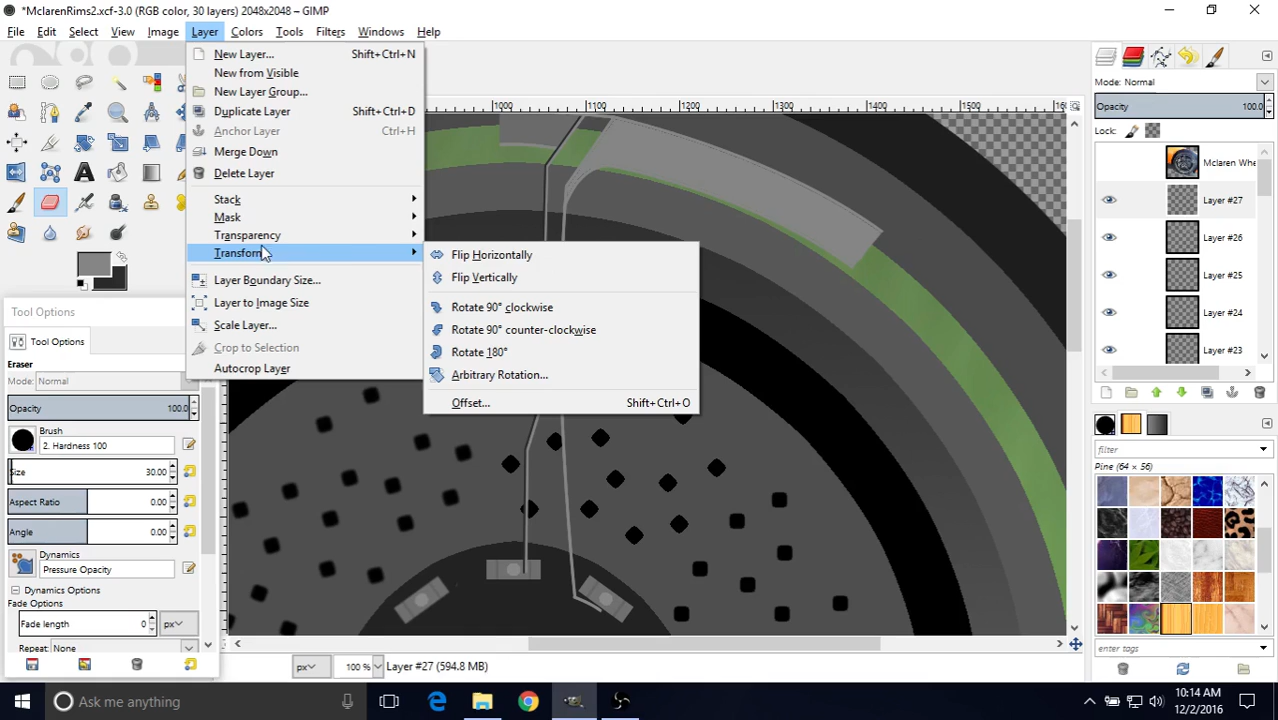 *MclarenRims2.xcf-3.0 (RGB color, 30 layers) 2048x2048 – GIMP
File Edit Select View Image Layer Colors Tools Filters Windows Help
New Layer... Shift+Ctrl+N
New from Visible
New Layer Group...
Duplicate Layer Shift+Ctrl+D
Anchor Layer Ctrl+H
Merge Down
Delete Layer
Stack
Mask
Transparency
Transform
Layer Boundary Size...
Layer to Image Size
Scale Layer...
Crop to Selection
Autocrop Layer
Flip Horizontally
Flip Vertically
Rotate 90° clockwise
Rotate 90° counter-clockwise
Rotate 180°
Arbitrary Rotation...
Offset... Shift+Ctrl+O
1000 1100 1200 1300 1400 1500
Tool Options
Tool Options
Eraser
Mode: Normal
Opacity 100.0
Brush
2. Hardness 100
Size 30.00
Aspect Ratio 0.00
Angle 0.00
Dynamics
Pressure Opacity
Dynamics Options
Fade Options
Fade length 0 px
Repeat: None
px 100 % Layer #27 (594.8 MB)
Mode: Normal
Opacity 100.0
Lock:
Mclaren Whe
Layer #27
Layer #26
Layer #25
Layer #24
Layer #23
filter
Pine (64 × 56)
enter tags
Ask me anything
10:14 AM
12/2/2016